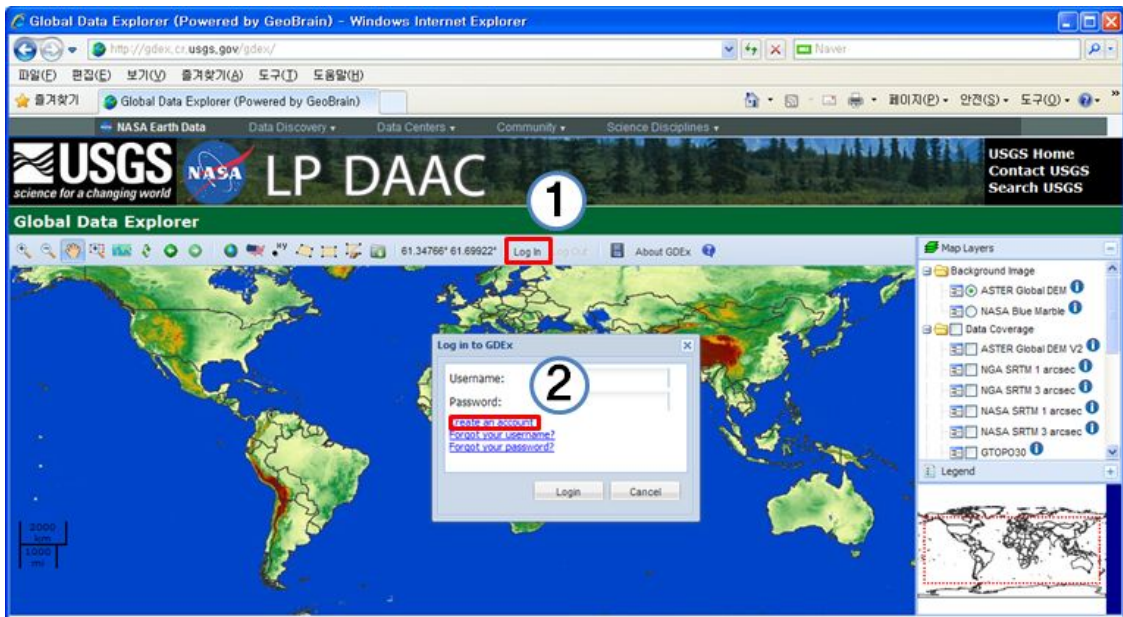 Global Data Explorer (Powered by GeoBrain) - Windows Internet Explorer
http://gdex.cr.usgs.gov/gdex/
Naver
파일(F) 편집(E) 보기(V) 즐겨찾기(A) 도구(T) 도움말(H)
즐겨찾기 Global Data Explorer (Powered by GeoBrain)
페이지(P) 안전(S) 도구(O)
NASA Earth Data Data Discovery Data Centers Community Science Disciplines
USGS
science for a changing world
NASA
LP DAAC
USGS Home
Contact USGS
Search USGS
1
Global Data Explorer
XY
61.34766° 61.69922° Log In Log Out About GDEx
Map Layers
Background Image
ASTER Global DEM
NASA Blue Marble
Data Coverage
ASTER Global DEM V2
NGA SRTM 1 arcsec
NGA SRTM 3 arcsec
NASA SRTM 1 arcsec
NASA SRTM 3 arcsec
GTOPO30
Legend
Log in to GDEx
Username:
2
Password:
Create an account
Forgot your username?
Forgot your password?
Login Cancel
2000
km
1000
mi